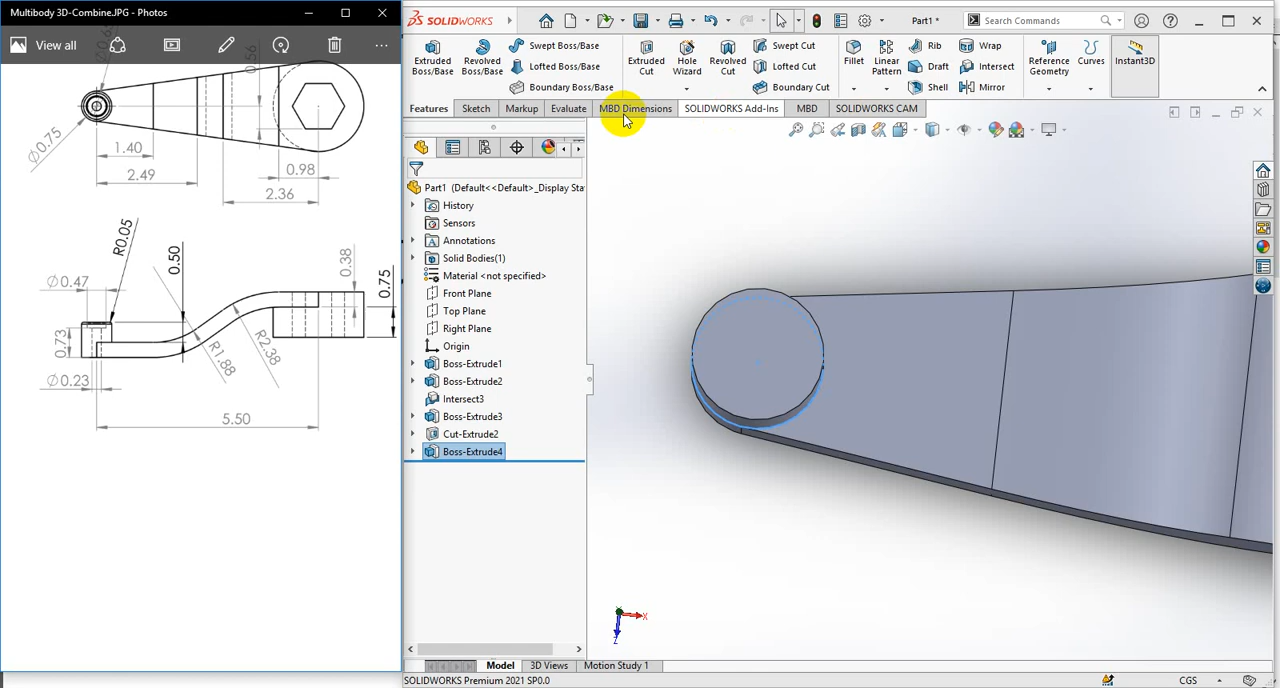 Multibody 3D-Combine.JPG - Photos
View all
0.56
Ø0.75
1.40
2.49
0.98
2.36
R0.05
0.50
Ø0.47
0.38
0.75
0.73
R1.88
R2.38
Ø0.23
5.50
SOLIDWORKS
Part1 *
Search Commands
Extruded Boss/Base
Revolved Boss/Base
Swept Boss/Base
Lofted Boss/Base
Boundary Boss/Base
Extruded Cut
Hole Wizard
Revolved Cut
Swept Cut
Lofted Cut
Boundary Cut
Fillet
Linear Pattern
Rib
Draft
Shell
Wrap
Intersect
Mirror
Reference Geometry
Curves
Instant3D
Features
Sketch
Markup
Evaluate
MBD Dimensions
SOLIDWORKS Add-Ins
MBD
SOLIDWORKS CAM
Part1 (Default<<Default>_Display Sta
History
Sensors
Annotations
Solid Bodies(1)
Material <not specified>
Front Plane
Top Plane
Right Plane
Origin
Boss-Extrude1
Boss-Extrude2
Intersect3
Boss-Extrude3
Cut-Extrude2
Boss-Extrude4
X
Z
Model
3D Views
Motion Study 1
SOLIDWORKS Premium 2021 SP0.0
CGS